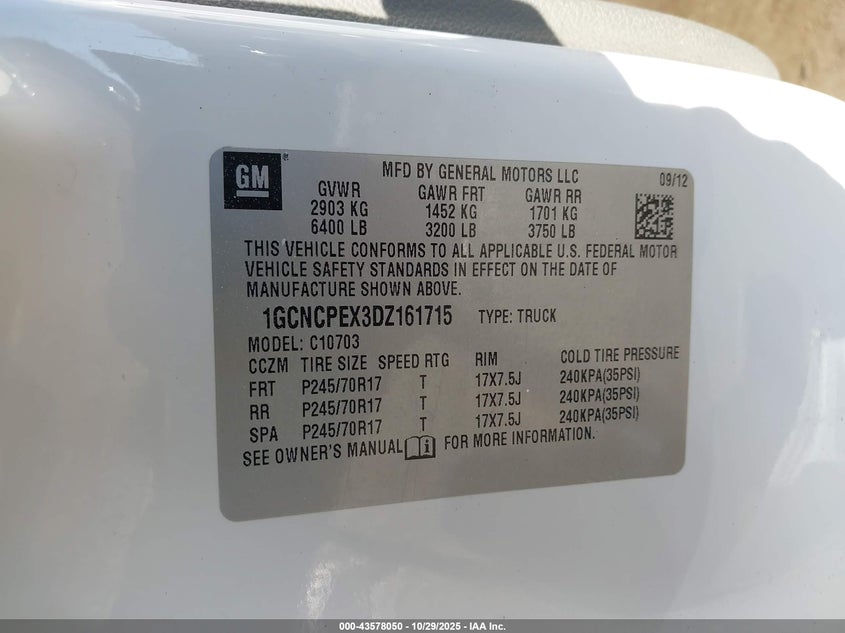 GM
MFD BY GENERAL MOTORS LLC 09/12
GVWR GAWR FRT GAWR RR
2903 KG 1452 KG 1701 KG
6400 LB 3200 LB 3750 LB
THIS VEHICLE CONFORMS TO ALL APPLICABLE U.S. FEDERAL MOTOR
VEHICLE SAFETY STANDARDS IN EFFECT ON THE DATE OF
MANUFACTURE SHOWN ABOVE.
1GCNCPEX3DZ161715 TYPE: TRUCK
MODEL: C10703
CCZM TIRE SIZE SPEED RTG RIM COLD TIRE PRESSURE
FRT P245/70R17 T 17X7.5J 240KPA(35PSI)
RR P245/70R17 T 17X7.5J 240KPA(35PSI)
SPA P245/70R17 T 17X7.5J 240KPA(35PSI)
SEE OWNER'S MANUAL FOR MORE INFORMATION.
000-43578050 - 10/29/2025 - IAA Inc.